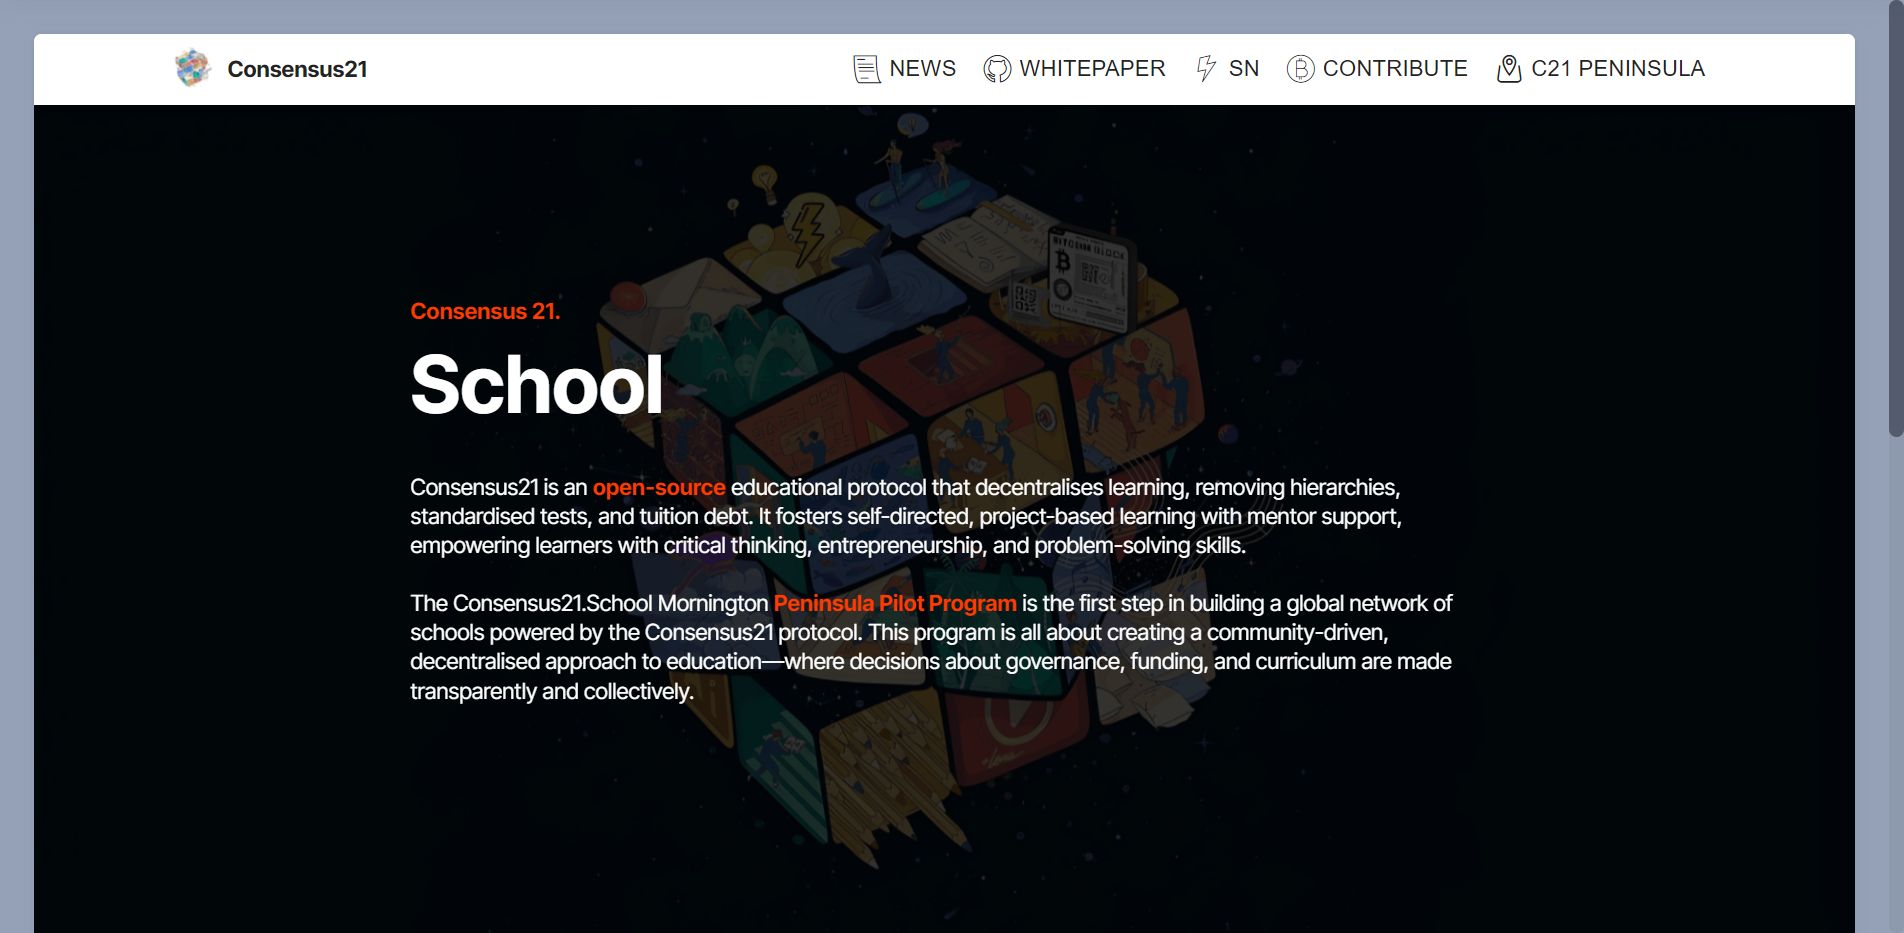 Consensus21
NEWS
WHITEPAPER
SN
CONTRIBUTE
C21 PENINSULA
BITCOIN BLOCK
Consensus 21.
School
Consensus21 is an open-source educational protocol that decentralises learning, removing hierarchies,
standardised tests, and tuition debt. It fosters self-directed, project-based learning with mentor support,
empowering learners with critical thinking, entrepreneurship, and problem-solving skills.
The Consensus21.School Mornington Peninsula Pilot Program is the first step in building a global network of
schools powered by the Consensus21 protocol. This program is all about creating a community-driven,
decentralised approach to education—where decisions about governance, funding, and curriculum are made
transparently and collectively.